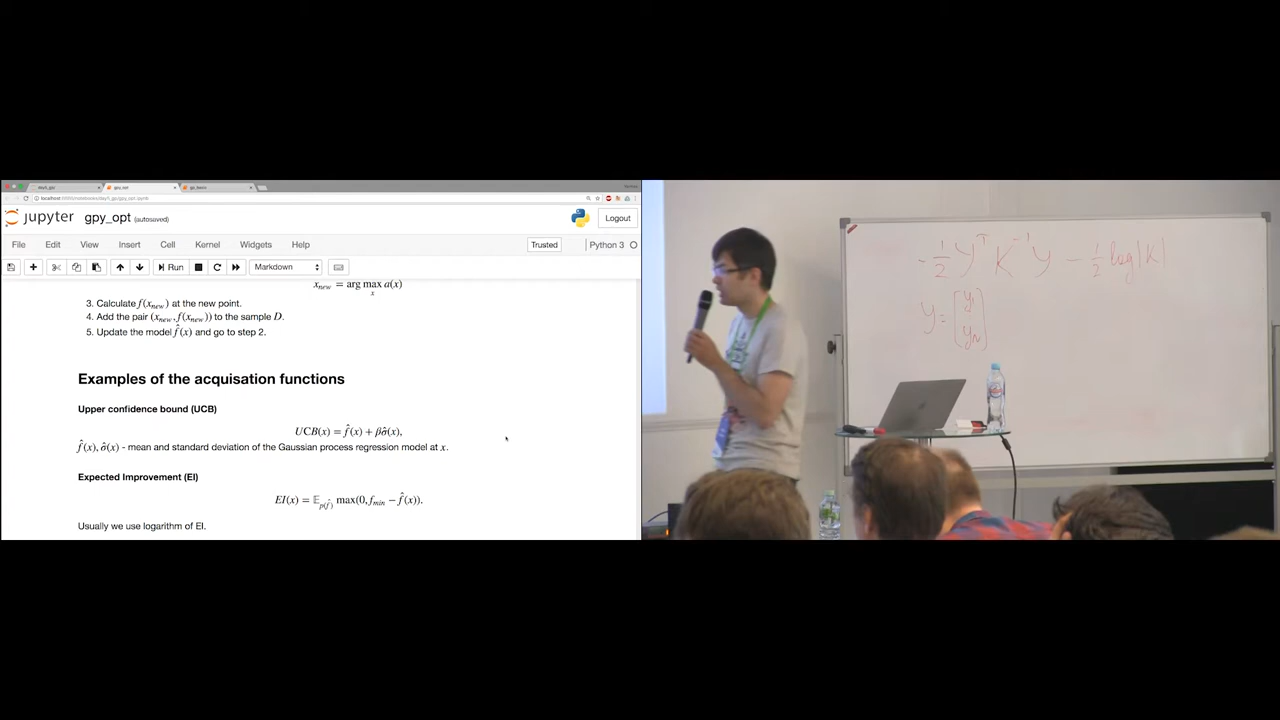 gpy_opt
jupyter gpy_opt (autosaved)
Logout
File Edit View Insert Cell Kernel Widgets Help
Trusted
Python 3
Run
Markdown
x_new = arg max a(x)
x
3. Calculate f(x_new) at the new point.
4. Add the pair (x_new, f(x_new)) to the sample D.
5. Update the model f̂(x) and go to step 2.
Examples of the acquisation functions
Upper confidence bound (UCB)
UCB(x) = f̂(x) + βσ̂(x),
f̂(x), σ̂(x) - mean and standard deviation of the Gaussian process regression model at x.
Expected Improvement (EI)
EI(x) = 𝔼_p(f̂) max(0, f_min − f̂(x)).
Usually we use logarithm of EI.
- 1/2 Y^T K^-1 Y - 1/2 log|K|
Y = [y_1
y_n]